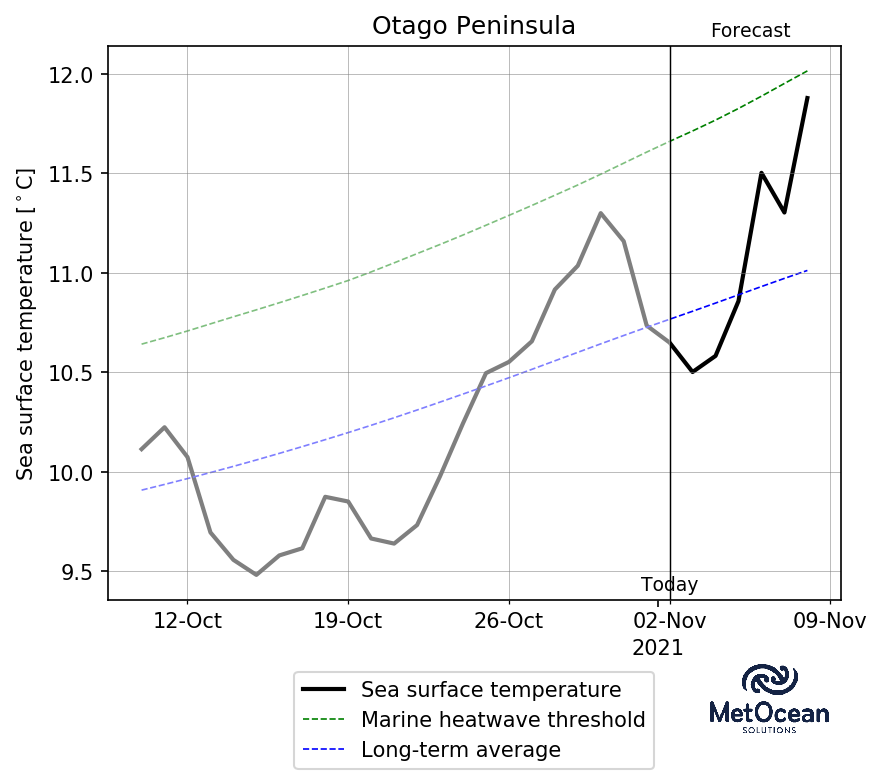 Otago Peninsula
Forecast
Sea surface temperature [°C]
12.0
11.5
11.0
10.5
10.0
9.5
Today
12-Oct
19-Oct
26-Oct
02-Nov
09-Nov
2021
Sea surface temperature
Marine heatwave threshold
Long-term average
MetOcean
SOLUTIONS